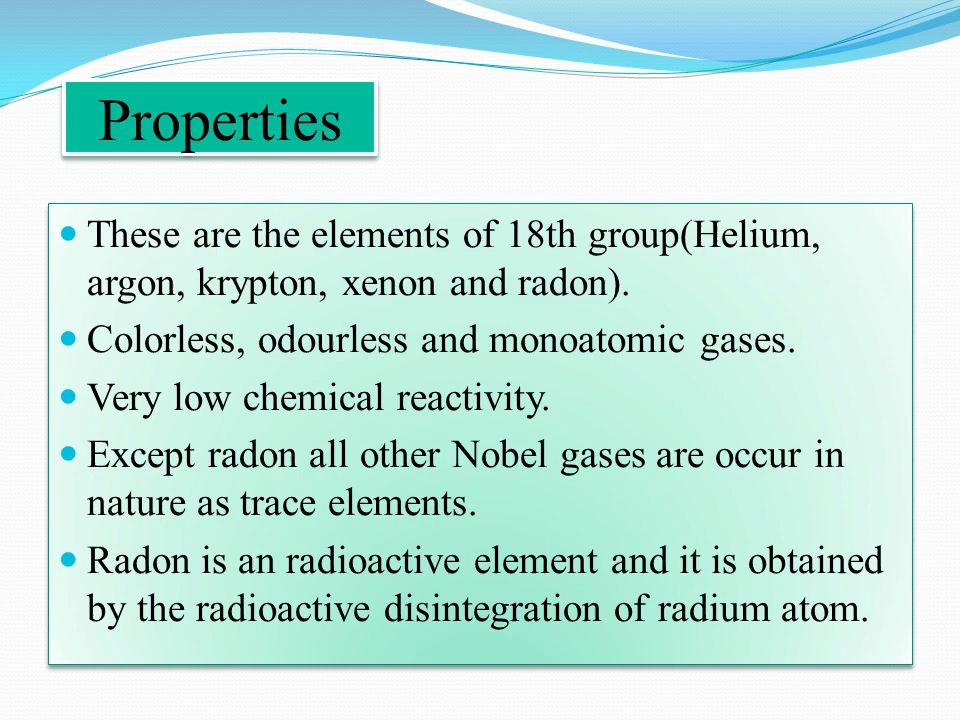 Properties
These are the elements of 18th group(Helium,
argon, krypton, xenon and radon).
Colorless, odourless and monoatomic gases.
Very low chemical reactivity.
Except radon all other Nobel gases are occur in
nature as trace elements.
Radon is an radioactive element and it is obtained
by the radioactive disintegration of radium atom.